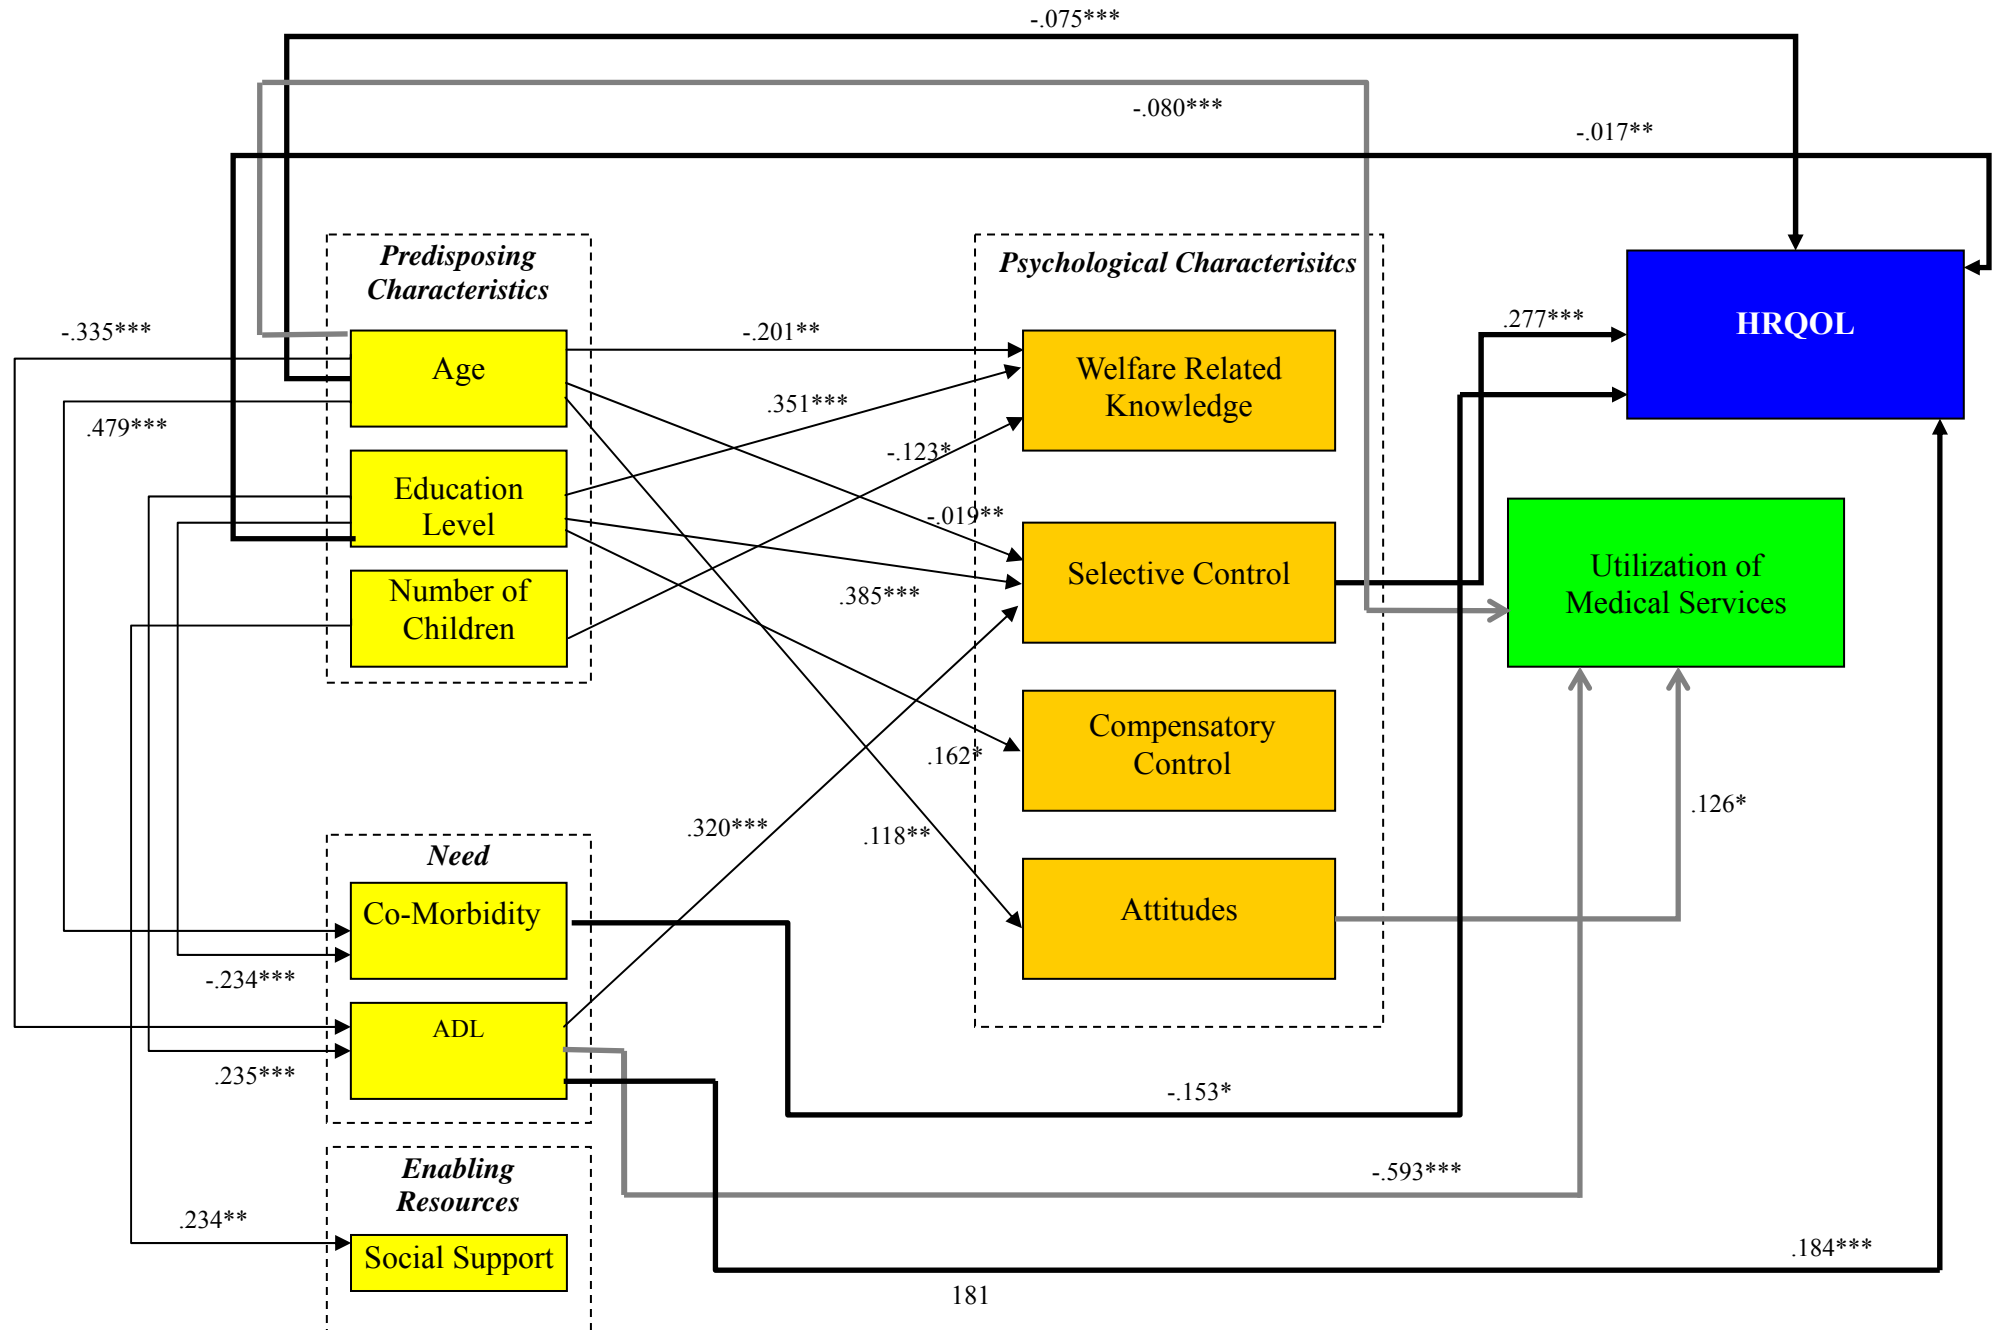 -.075***
-.080***
-.017**
Predisposing
Characteristics
Psychological Characterisitcs
-.335***
-.201**
.277***
HRQOL
Age
Welfare Related
Knowledge
.351***
.479***
-.123*
Education
Level
-.019**
Selective Control
Utilization of
Medical Services
Number of
Children
.385***
Compensatory
Control
.162*
.126*
.320***
.118**
Need
Co-Morbidity
Attitudes
-.234***
ADL
.235***
-.153*
Enabling
Resources
-.593***
.234**
Social Support
.184***
181